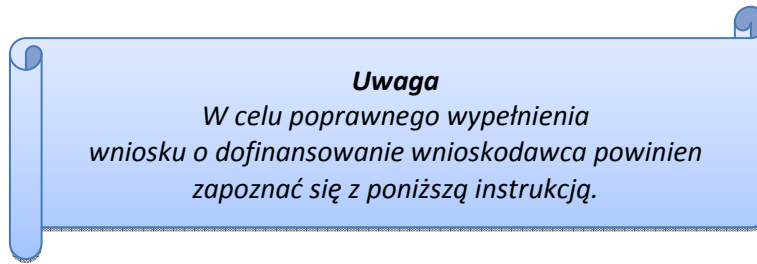 Uwaga
W celu poprawnego wypełnienia
wniosku o dofinansowanie wnioskodawca powinien
zapoznać się z poniższą instrukcją.